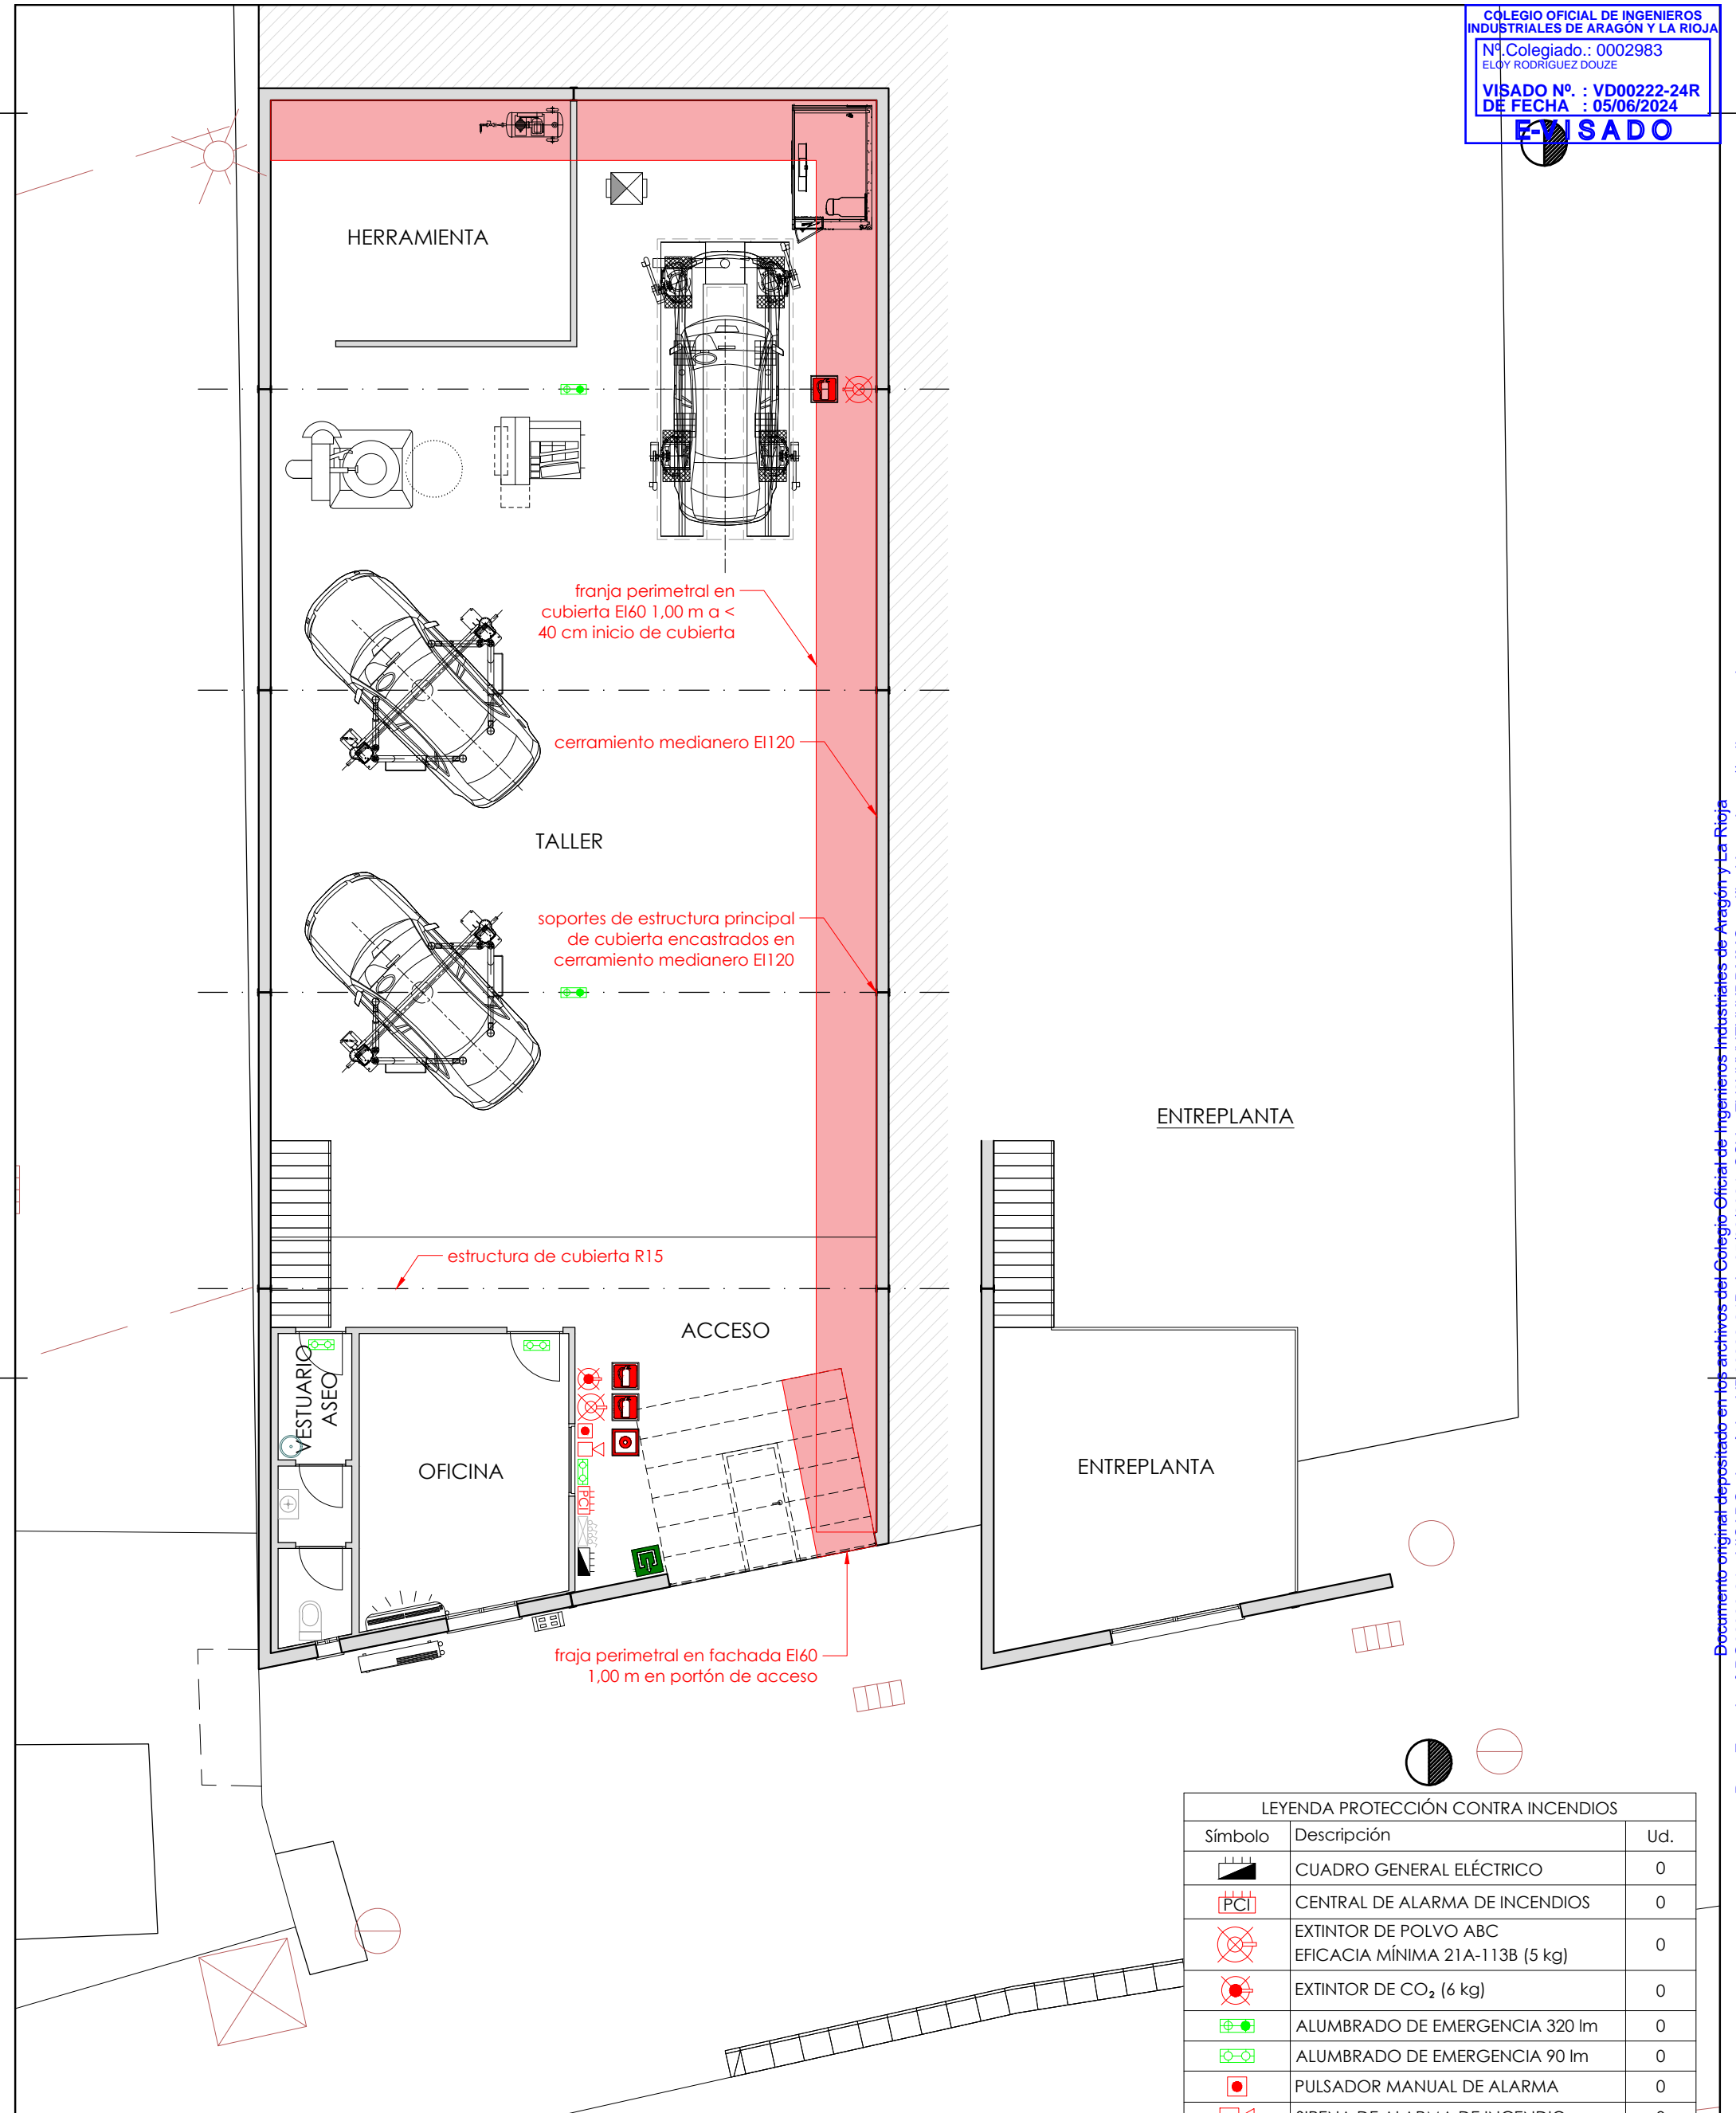 COLEGIO OFICIAL DE INGENIEROS
INDUSTRIALES DE ARAGÓN Y LA RIOJA
Nº.Colegiado.: 0002983
ELOY RODRÍGUEZ DOUZE
VISADO Nº. : VD00222-24R
DE FECHA : 05/06/2024
E-VISADO
HERRAMIENTA
franja perimetral en
cubierta EI60 1,00 m a <
40 cm inicio de cubierta
cerramiento medianero EI120
TALLER
soportes de estructura principal
de cubierta encastrados en
cerramiento medianero EI120
ENTREPLANTA
estructura de cubierta R15
ACCESO
VESTUARIO
ASEO
OFICINA
PCI
ENTREPLANTA
fraja perimetral en fachada EI60
1,00 m en portón de acceso
Documento original depositado en los archivos del Colegio Oficial de Ingenieros Industriales de Aragón y La Rioja
LEYENDA PROTECCIÓN CONTRA INCENDIOS
Símbolo Descripción Ud.
CUADRO GENERAL ELÉCTRICO 0
PCI CENTRAL DE ALARMA DE INCENDIOS 0
EXTINTOR DE POLVO ABC
EFICACIA MÍNIMA 21A-113B (5 kg) 0
EXTINTOR DE CO₂ (6 kg) 0
ALUMBRADO DE EMERGENCIA 320 lm 0
ALUMBRADO DE EMERGENCIA 90 lm 0
PULSADOR MANUAL DE ALARMA 0